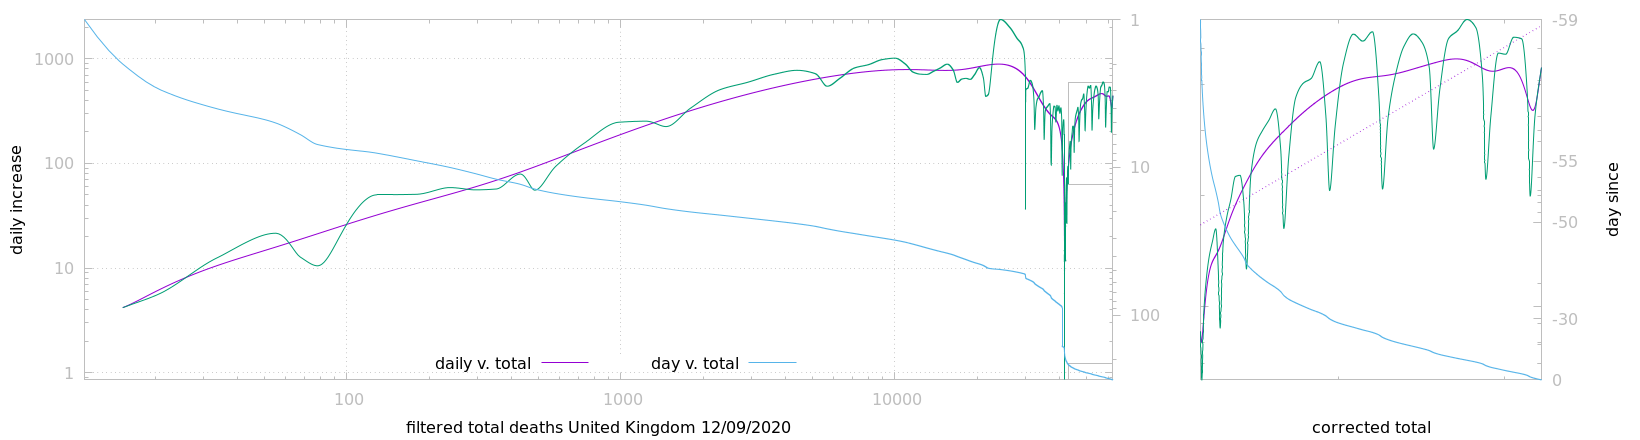 1000
100
10
1
daily increase
100
1000
10000
filtered total deaths United Kingdom 12/09/2020
daily v. total
day v. total
1
10
100
-59
-55
-50
-30
0
day since
corrected total